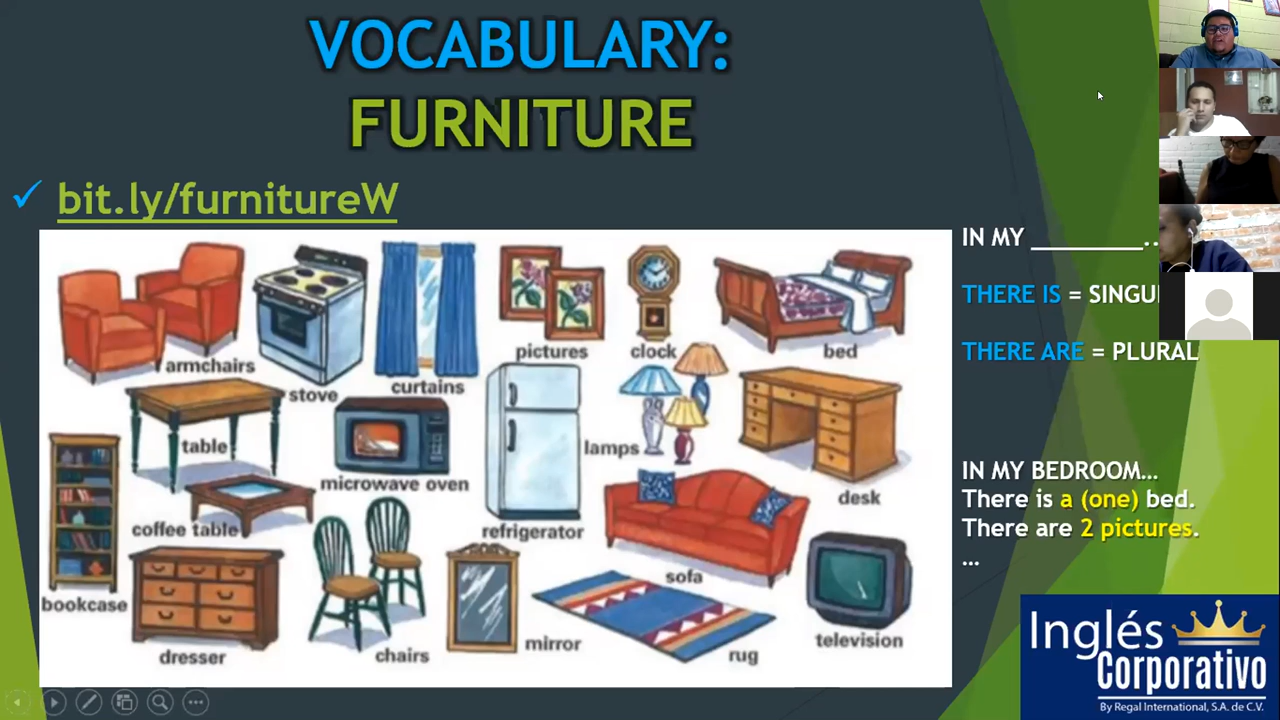 VOCABULARY:
FURNITURE
✓ bit.ly/furnitureW
armchairs
stove
curtains
pictures
clock
bed
table
microwave oven
refrigerator
lamps
desk
bookcase
coffee table
dresser
chairs
mirror
sofa
rug
television
IN MY _________..
THERE IS = SINGU
THERE ARE = PLURAL
IN MY BEDROOM...
There is a (one) bed.
There are 2 pictures.
...
Inglés
Corporativo
By Regal International, S.A. de C.V.